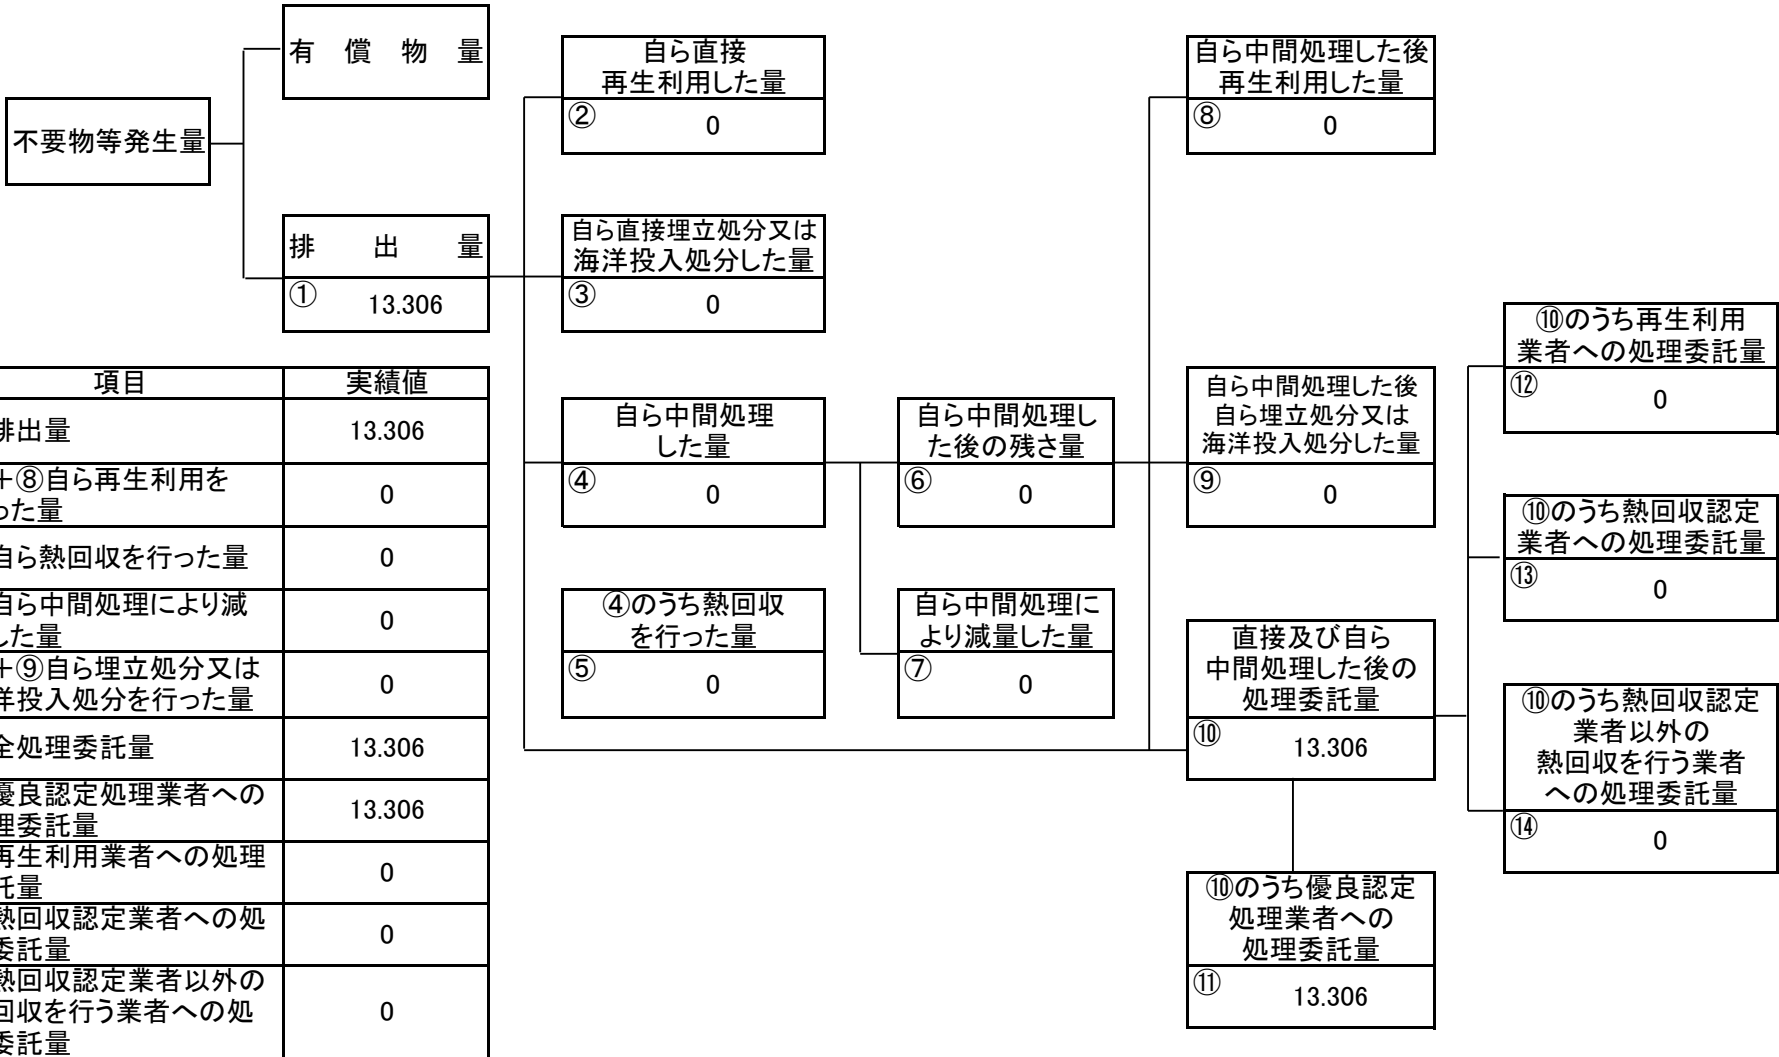 有 償 物 量
不要物等発生量
排 出 量
① 13.306
自ら直接
再生利用した量
② 0
自ら直接埋立処分又は
海洋投入処分した量
③ 0
自ら中間処理
した量
④ 0
④のうち熱回収
を行った量
⑤ 0
自ら中間処理し
た後の残さ量
⑥ 0
自ら中間処理に
より減量した量
⑦ 0
自ら中間処理した後
再生利用した量
⑧ 0
自ら中間処理した後
自ら埋立処分又は
海洋投入処分した量
⑨ 0
直接及び自ら
中間処理した後の
処理委託量
⑩ 13.306
⑩のうち優良認定
処理業者への
処理委託量
⑪ 13.306
⑩のうち再生利用
業者への処理委託量
⑫ 0
⑩のうち熱回収認定
業者への処理委託量
⑬ 0
⑩のうち熱回収認定
業者以外の
熱回収を行う業者
への処理委託量
⑭ 0
項目 実績値
排出量 13.306
+⑧自ら再生利用を
った量 0
自ら熱回収を行った量 0
自ら中間処理により減
した量 0
+⑨自ら埋立処分又は
洋投入処分を行った量 0
全処理委託量 13.306
優良認定処理業者への
理委託量 13.306
再生利用業者への処理
託量 0
熱回収認定業者への処
委託量 0
熱回収認定業者以外の
回収を行う業者への処
委託量 0